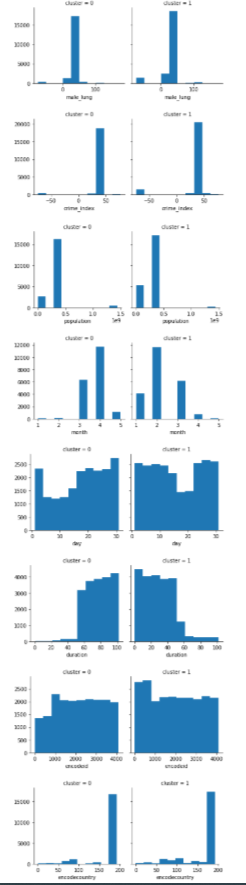 cluster = 0 cluster = 1
15000
10000
5000
0
0 100 0 100
male_lung male_lung
cluster = 0 cluster = 1
20000
15000
10000
5000
0
−50 0 50 −50 0 50
crime_index crime_index
cluster = 0 cluster = 1
15000
10000
5000
0
0.0 0.5 1.0 1.5 0.0 0.5 1.0 1.5
population 1e9 population 1e9
cluster = 0 cluster = 1
12000
10000
8000
6000
4000
2000
0
1 2 3 4 5 1 2 3 4 5
month month
cluster = 0 cluster = 1
2500
2000
1500
1000
500
0
0 10 20 30 0 10 20 30
day day
cluster = 0 cluster = 1
4000
3000
2000
1000
0
0 20 40 60 80 100 0 20 40 60 80 100
duration duration
cluster = 0 cluster = 1
2500
2000
1500
1000
500
0
0 1000 2000 3000 4000 0 1000 2000 3000 4000
encodeid encodeid
cluster = 0 cluster = 1
15000
10000
5000
0
0 50 100 150 200 0 50 100 150 200
encodecountry encodecountry